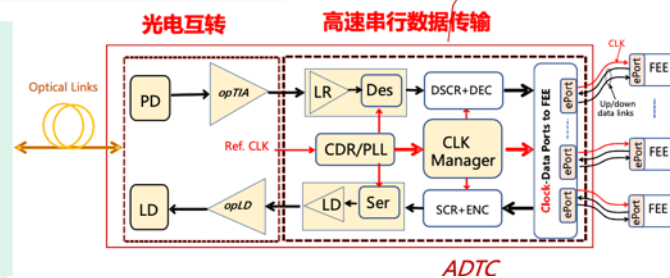 光电互转
高速串行数据传输
Optical Links
PD
opTIA
LR
Des
DSCR+DEC
Ref. CLK
CDR/PLL
CLK
Manager
LD
opLD
LD
Ser
SCR+ENC
Clock-Data Ports to FEE
ePort
ePort
ePort
CLK
Up/down
data links
ePort
FEE
ePort
FEE
ePort
FEE
ADTC